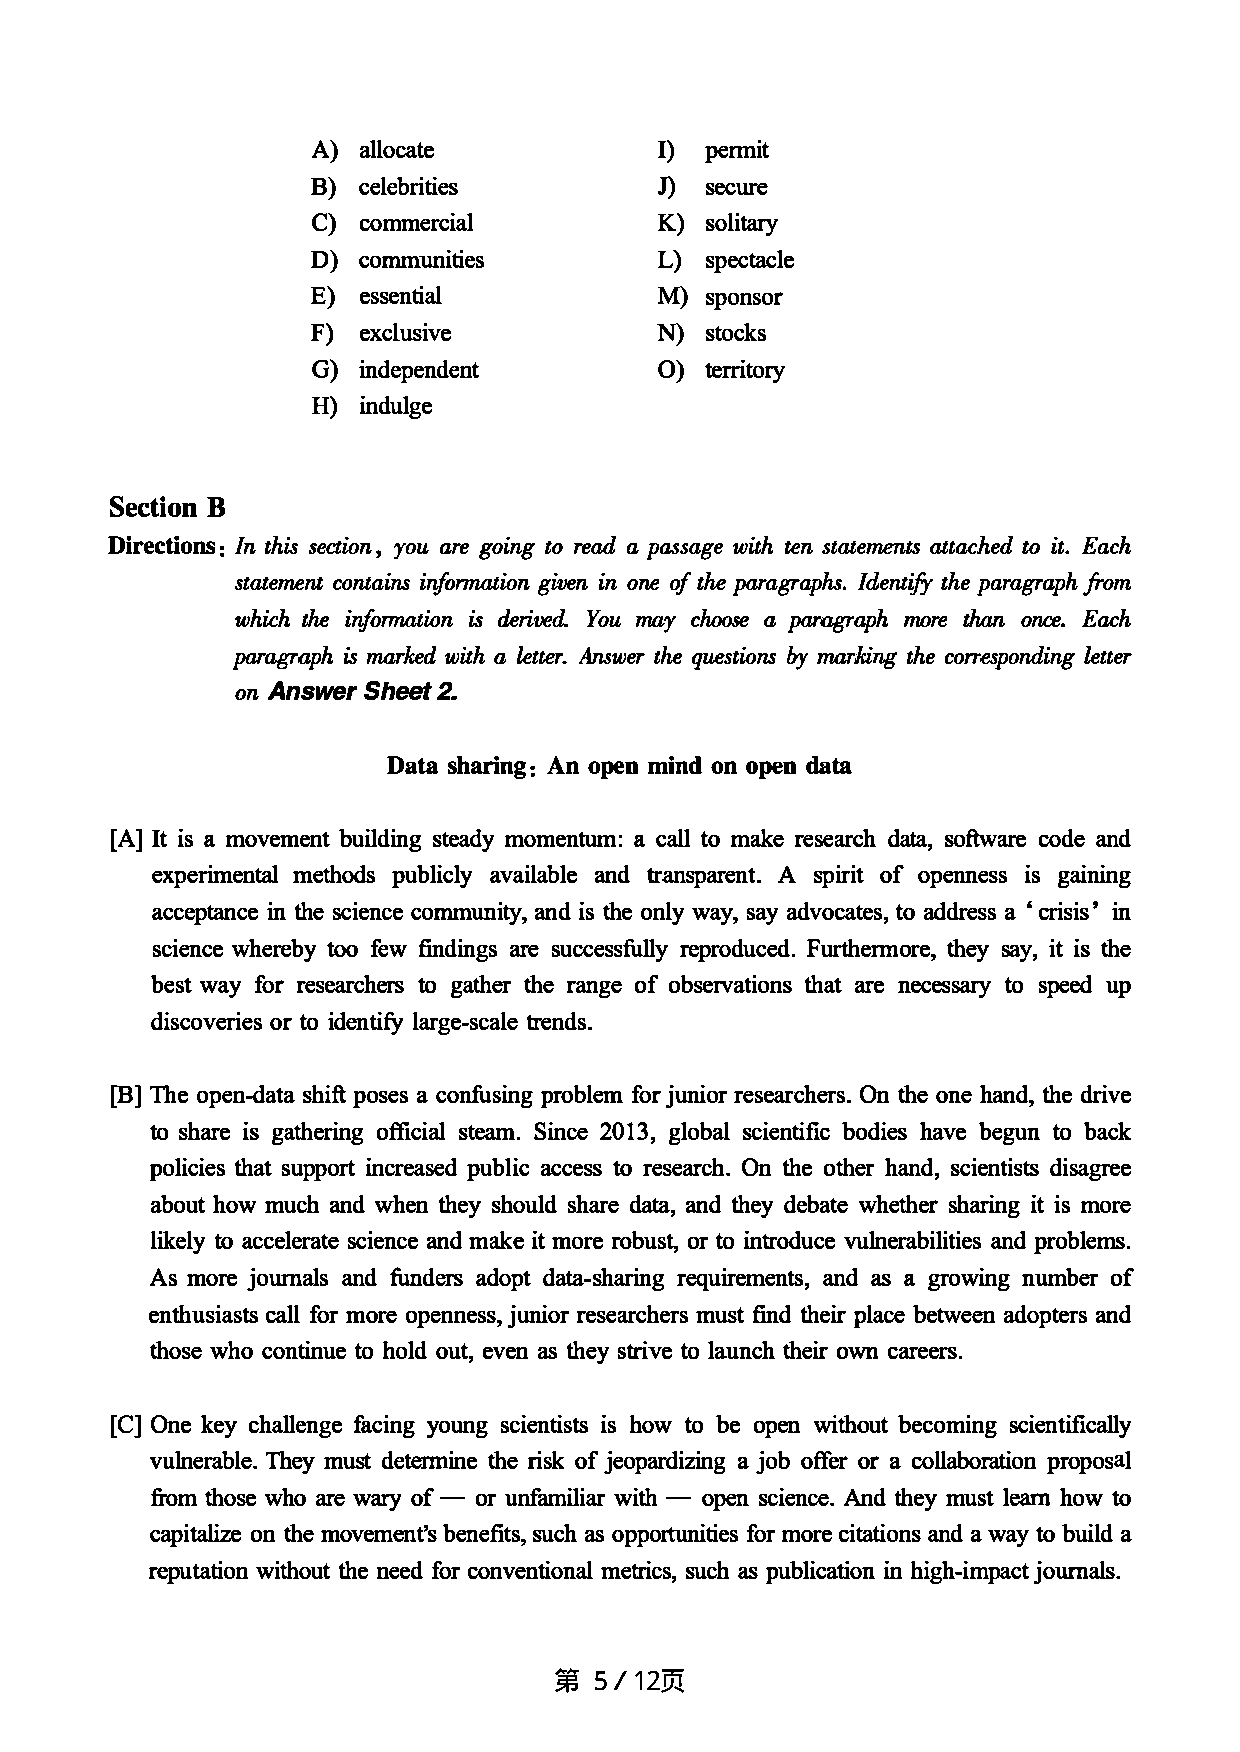 A) allocate I) permit
B) celebrities J) secure
C) commercial K) solitary
D) communities L) spectacle
E) essential M) sponsor
F) exclusive N) stocks
G) independent O) territory
H) indulge
Section B
Directions: In this section, you are going to read a passage with ten statements attached to it. Each
statement contains information given in one of the paragraphs. Identify the paragraph from
which the information is derived. You may choose a paragraph more than once. Each
paragraph is marked with a letter. Answer the questions by marking the corresponding letter
on Answer Sheet 2.
Data sharing: An open mind on open data
[A] It is a movement building steady momentum: a call to make research data, software code and
experimental methods publicly available and transparent. A spirit of openness is gaining
acceptance in the science community, and is the only way, say advocates, to address a ‘crisis’ in
science whereby too few findings are successfully reproduced. Furthermore, they say, it is the
best way for researchers to gather the range of observations that are necessary to speed up
discoveries or to identify large-scale trends.
[B] The open-data shift poses a confusing problem for junior researchers. On the one hand, the drive
to share is gathering official steam. Since 2013, global scientific bodies have begun to back
policies that support increased public access to research. On the other hand, scientists disagree
about how much and when they should share data, and they debate whether sharing it is more
likely to accelerate science and make it more robust, or to introduce vulnerabilities and problems.
As more journals and funders adopt data-sharing requirements, and as a growing number of
enthusiasts call for more openness, junior researchers must find their place between adopters and
those who continue to hold out, even as they strive to launch their own careers.
[C] One key challenge facing young scientists is how to be open without becoming scientifically
vulnerable. They must determine the risk of jeopardizing a job offer or a collaboration proposal
from those who are wary of — or unfamiliar with — open science. And they must learn how to
capitalize on the movement’s benefits, such as opportunities for more citations and a way to build a
reputation without the need for conventional metrics, such as publication in high-impact journals.
第 5 / 12页